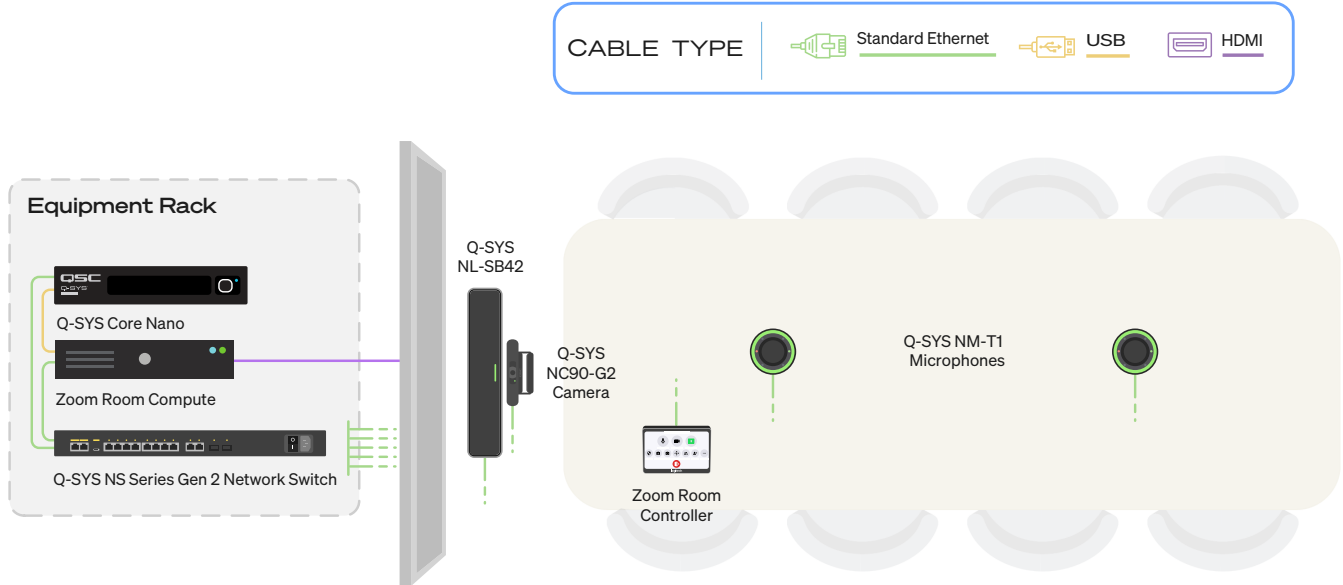 CABLE TYPE
Standard Ethernet
USB
HDMI
Equipment Rack
QSC
Q-SYS
Q-SYS Core Nano
Zoom Room Compute
Q-SYS NS Series Gen 2 Network Switch
Q-SYS
NL-SB42
Q-SYS
NC90-G2
Camera
Q-SYS NM-T1
Microphones
Zoom Room
Controller